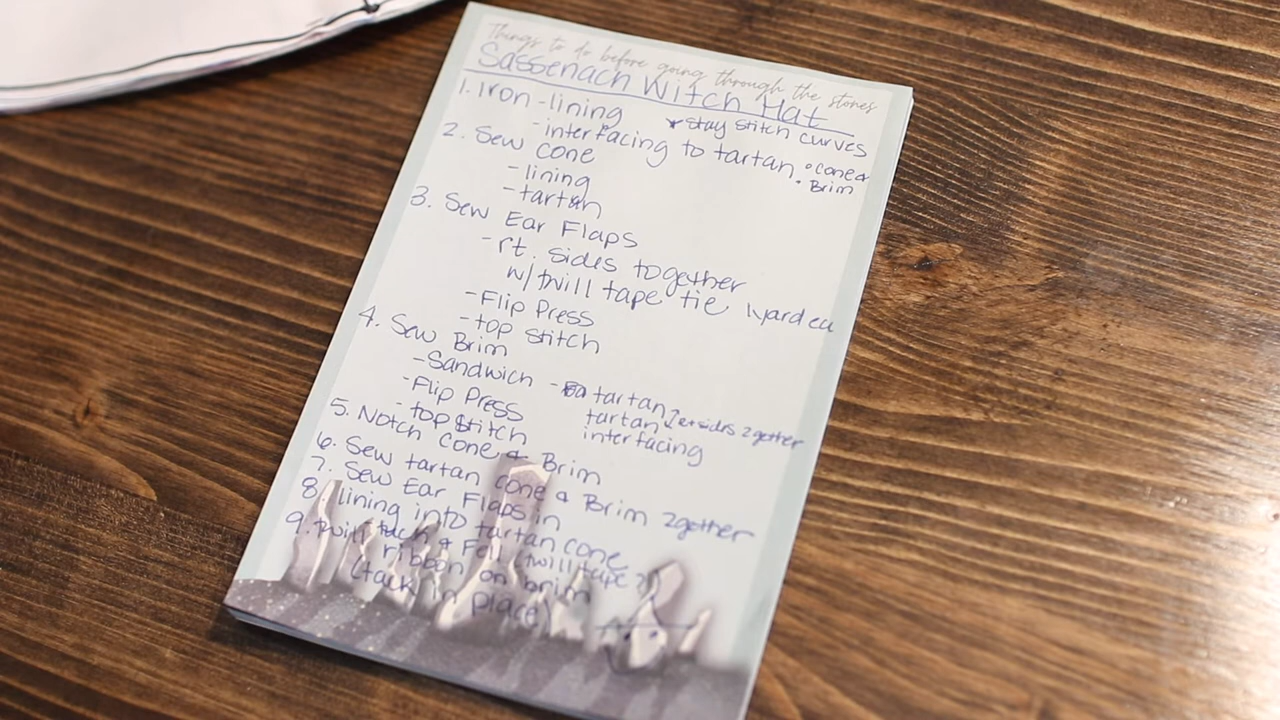 Things to do before going through the stones
Sassenach Witch Hat
1. Iron - lining
* stay stitch curves
- interfacing to tartan • cone &
• Brim
2. Sew cone
- lining
- tartan
3. Sew Ear Flaps
- rt. sides together
w/ twill tape tie 1yard ea
- Flip Press
- top stitch
4. Sew Brim
- Sandwich - tartan
tartan sides 2gether
interfacing
- Flip Press
- top stitch
5. Notch cone & Brim
6. Sew tartan cone & Brim 2gether
7. Sew Ear Flaps in
8. lining into tartan cone
tuck & (twill tape?)
9. ribbon on brim
(tack in place)